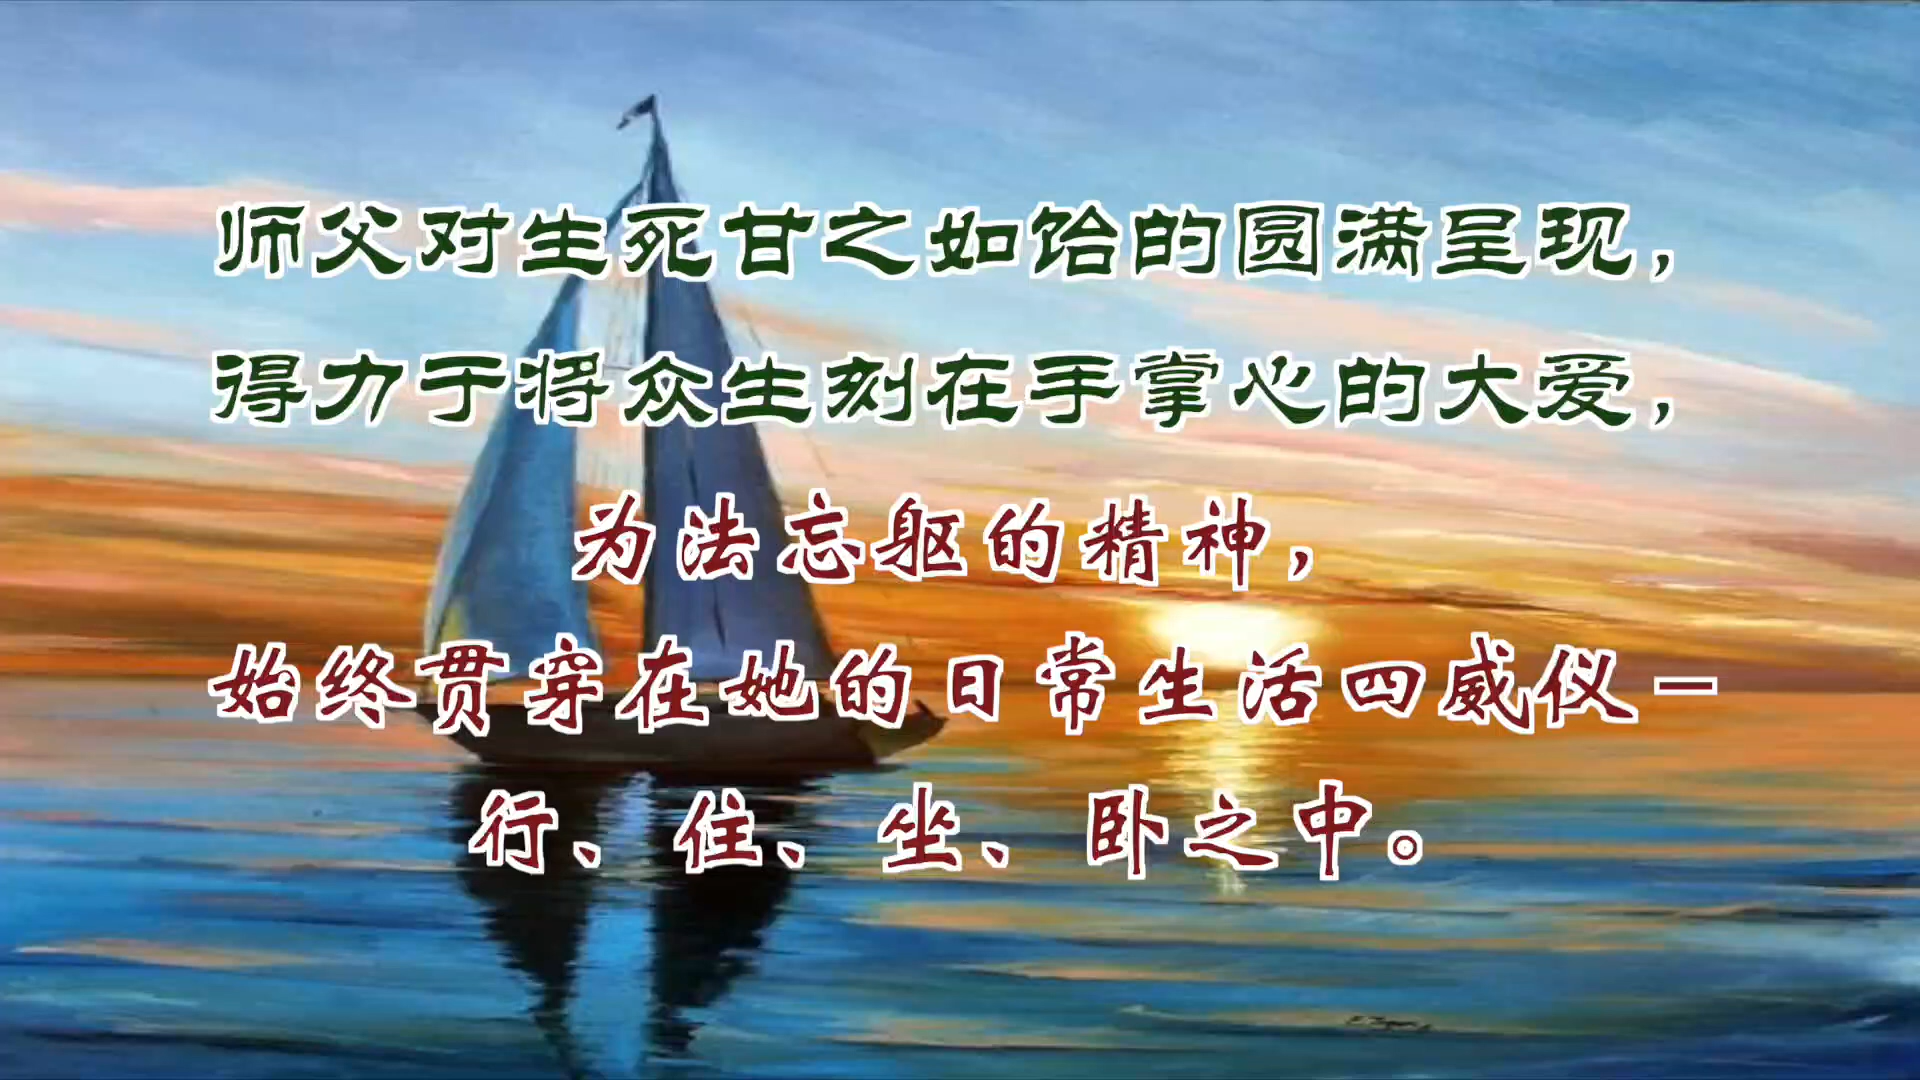 师父对生死甘之如饴的圆满呈现，
得力于将众生刻在手掌心的大爱，
为法忘躯的精神，
始终贯穿在她的日常生活四威仪－
行、住、坐、卧之中。